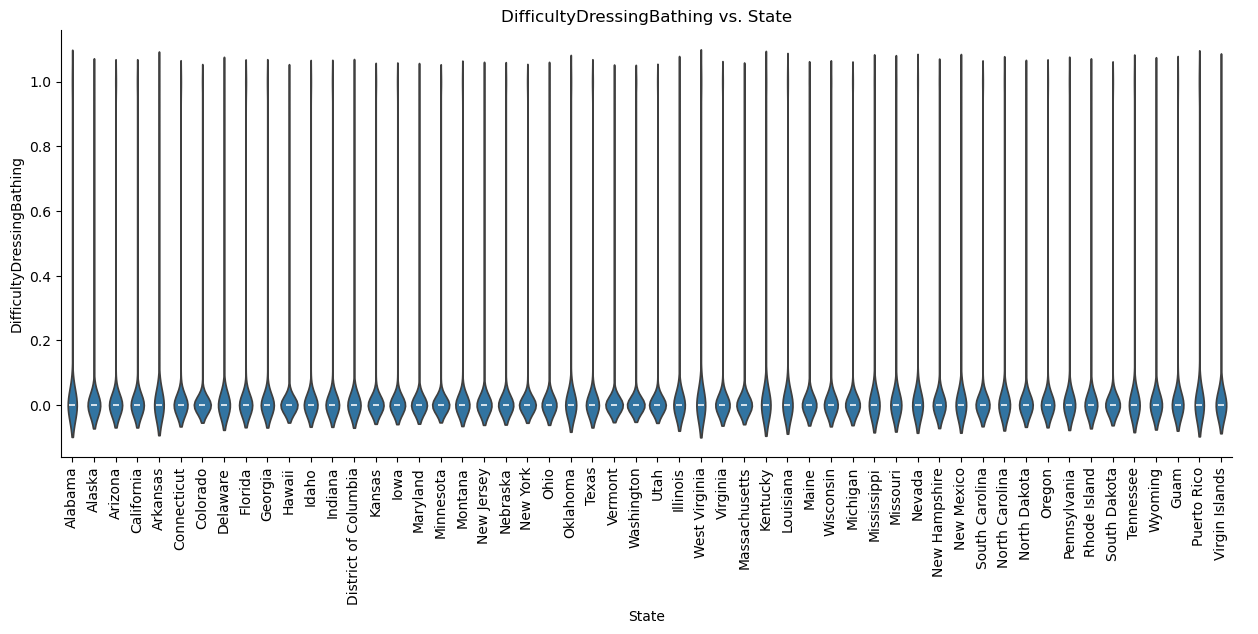 DifficultyDressingBathing vs. State
DifficultyDressingBathing
1.0
0.8
0.6
0.4
0.2
0.0
Alabama
Alaska
Arizona
California
Arkansas
Connecticut
Colorado
Delaware
Florida
Georgia
Hawaii
Idaho
Indiana
District of Columbia
Kansas
Iowa
Maryland
Minnesota
Montana
New Jersey
Nebraska
New York
Ohio
Oklahoma
Texas
Vermont
Washington
Utah
Illinois
West Virginia
Virginia
Massachusetts
Kentucky
Louisiana
Maine
Wisconsin
Michigan
Mississippi
Missouri
Nevada
New Hampshire
New Mexico
South Carolina
North Carolina
North Dakota
Oregon
Pennsylvania
Rhode Island
South Dakota
Tennessee
Wyoming
Guam
Puerto Rico
Virgin Islands
State